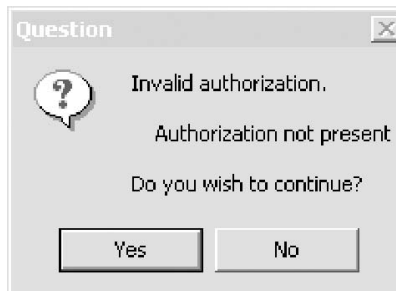 Question
Invalid authorization.
Authorization not present
Do you wish to continue?
Yes No